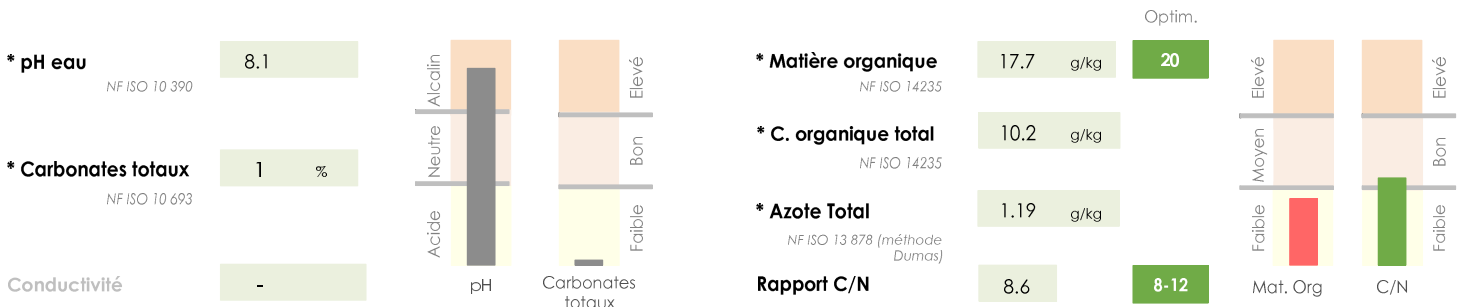 * pH eau
8.1
NF ISO 10 390
* Carbonates totaux
1 %
NF ISO 10 693
Conductivité
-
Alcalin
Neutre
Acide
pH
Elevé
Bon
Faible
Carbonates
totaux
Optim.
* Matière organique
17.7 g/kg
20
NF ISO 14235
* C. organique total
10.2 g/kg
NF ISO 14235
* Azote Total
1.19 g/kg
NF ISO 13 878 (méthode
Dumas)
Rapport C/N
8.6
8-12
Elevé
Moyen
Faible
Mat. Org
Elevé
Bon
Faible
C/N